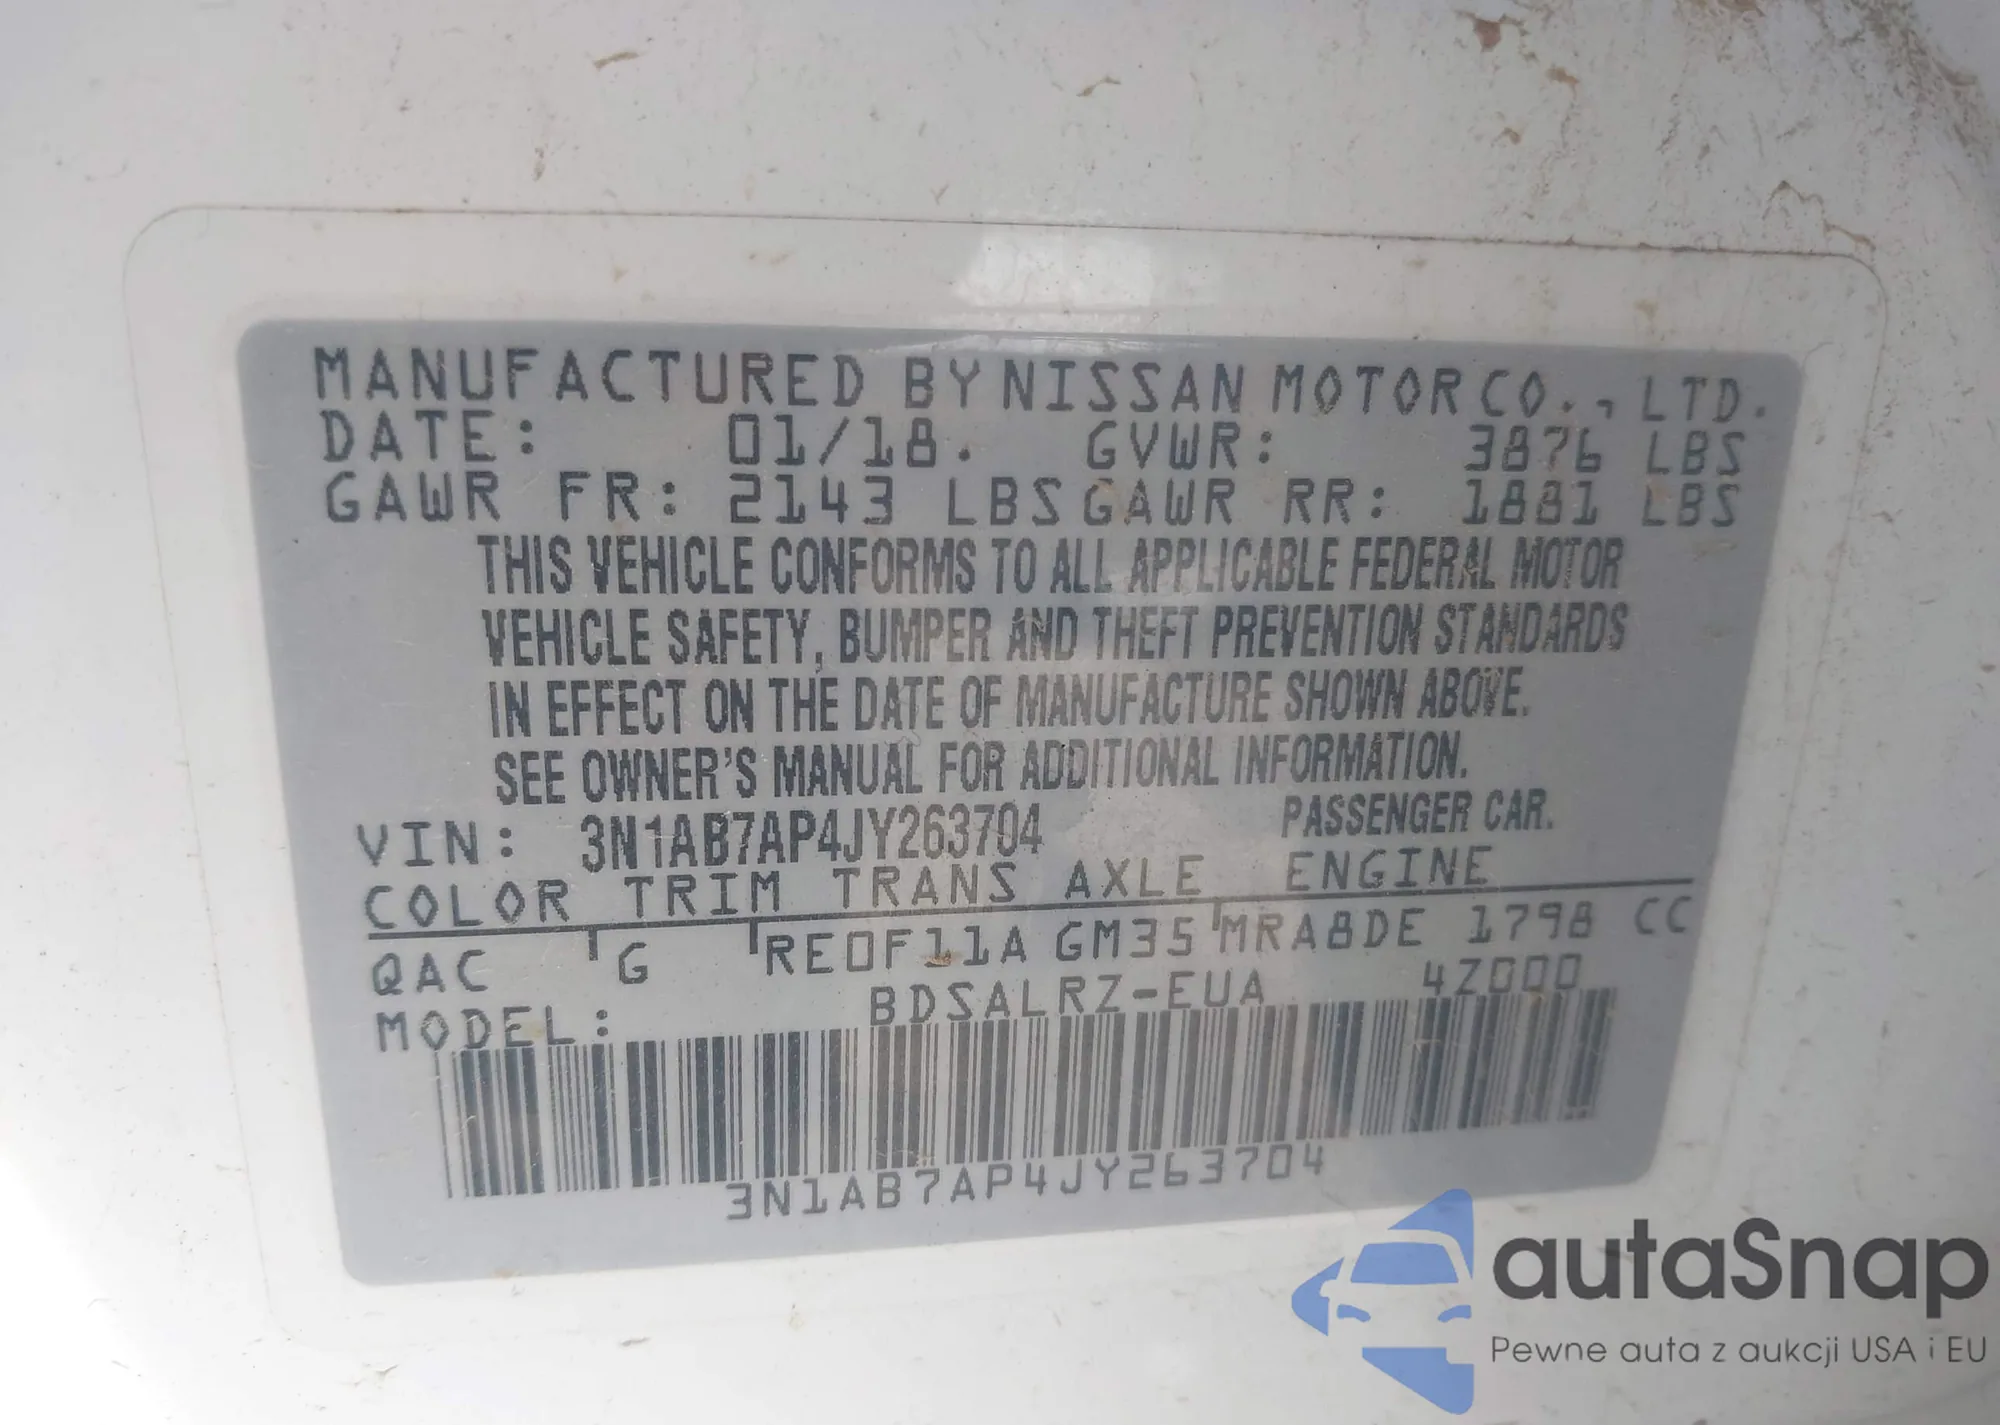 MANUFACTURED BY NISSAN MOTOR CO., LTD.
DATE: 01/18. GVWR: 3876 LBS
GAWR FR: 2143 LBS GAWR RR: 1881 LBS
THIS VEHICLE CONFORMS TO ALL APPLICABLE FEDERAL MOTOR
VEHICLE SAFETY, BUMPER AND THEFT PREVENTION STANDARDS
IN EFFECT ON THE DATE OF MANUFACTURE SHOWN ABOVE.
SEE OWNER'S MANUAL FOR ADDITIONAL INFORMATION.
VIN: 3N1AB7AP4JY263704 PASSENGER CAR.
COLOR TRIM TRANS AXLE ENGINE
QAC G RE0F11A GM35 MRA8DE 1798 CC
MODEL: BDSALRZ-EUA 4Z000
3N1AB7AP4JY263704
autaSnap
Pewne auta z aukcji USA i EU